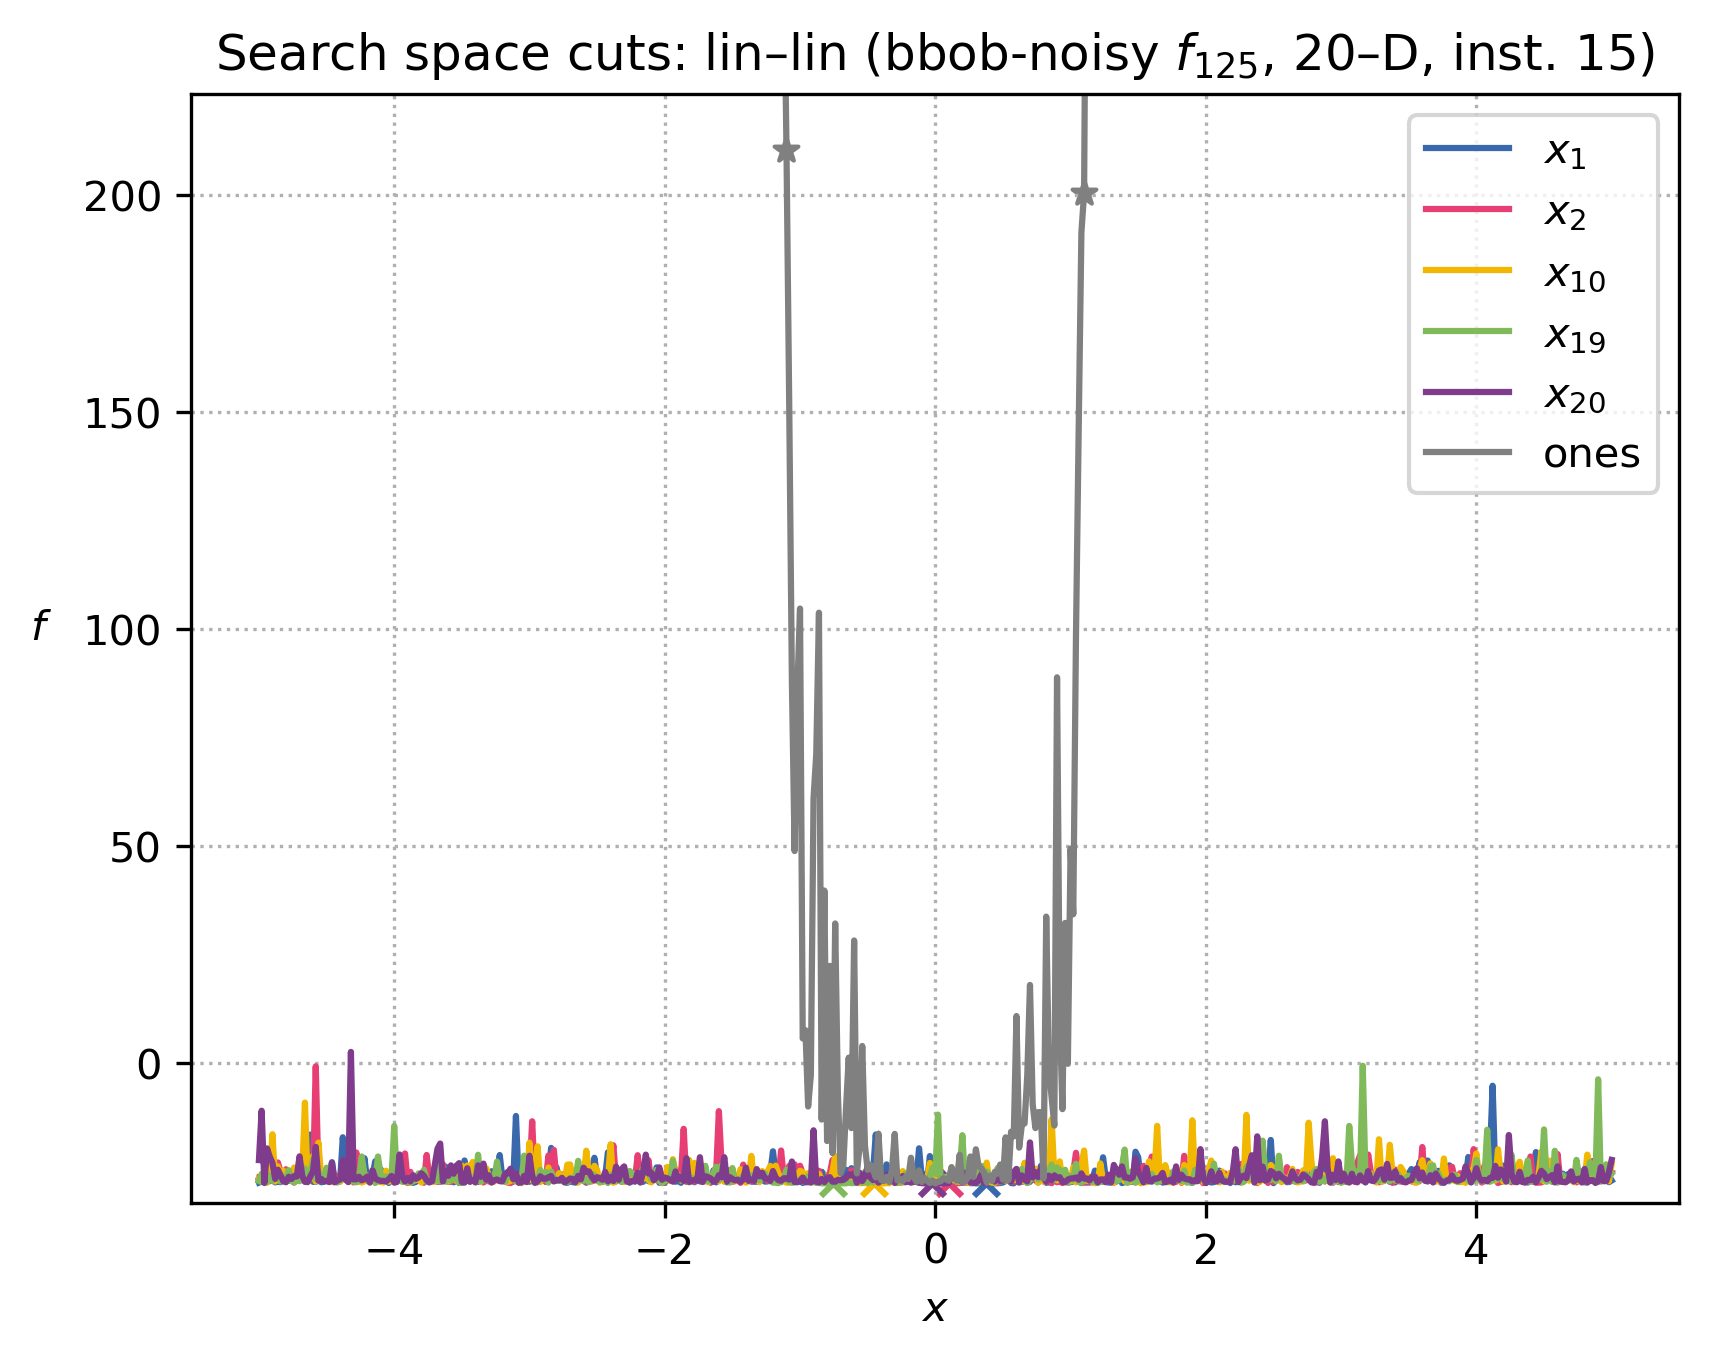 Search space cuts: lin–lin (bbob-noisy f₁₂₅, 20–D, inst. 15)
x₁
x₂
x₁₀
x₁₉
x₂₀
ones
200
150
100
50
0
f
−4 −2 0 2 4
x